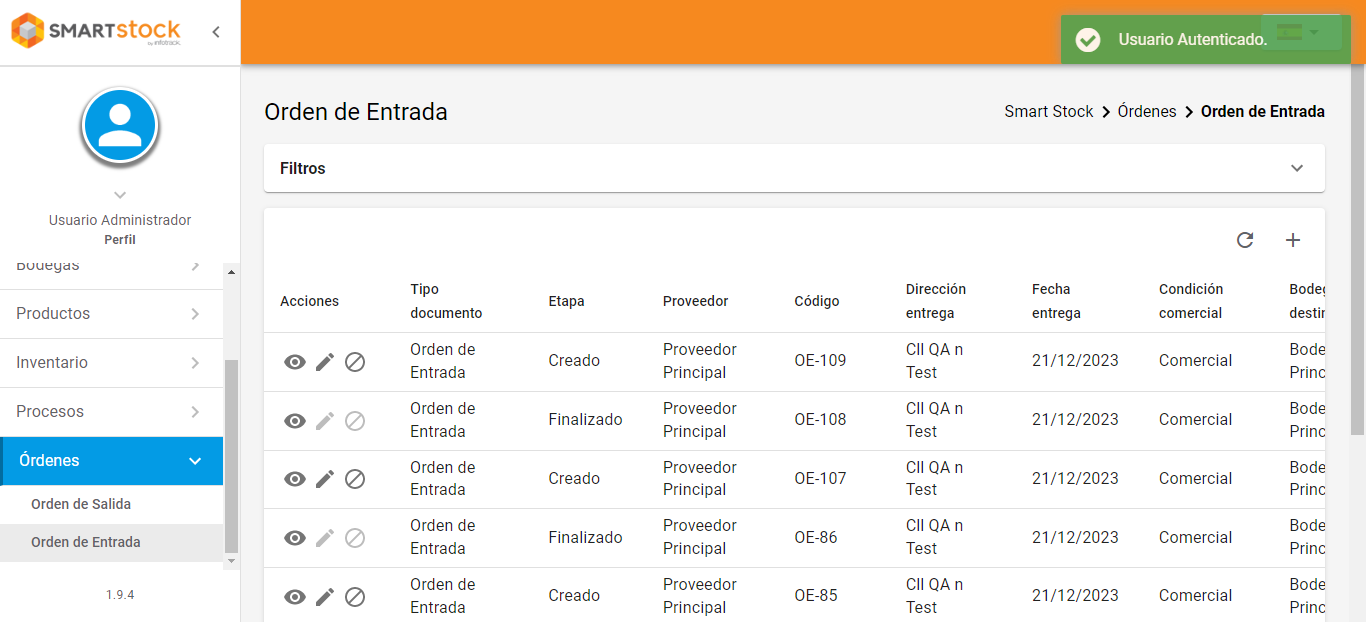 SMARTSTOCK
by infotrack
Usuario Autenticado.
Usuario Administrador
Perfil
Bodegas
Productos
Inventario
Procesos
Órdenes
Orden de Salida
Orden de Entrada
1.9.4
Orden de Entrada
Smart Stock > Órdenes > Orden de Entrada
Filtros
Acciones Tipo documento Etapa Proveedor Código Dirección entrega Fecha entrega Condición comercial Bodeg destin
Orden de Entrada Creado Proveedor Principal OE-109 Cll QA n Test 21/12/2023 Comercial Bode Princ
Orden de Entrada Finalizado Proveedor Principal OE-108 Cll QA n Test 21/12/2023 Comercial Bode Princ
Orden de Entrada Creado Proveedor Principal OE-107 Cll QA n Test 21/12/2023 Comercial Bode Princ
Orden de Entrada Finalizado Proveedor Principal OE-86 Cll QA n Test 21/12/2023 Comercial Bode Princ
Orden de Entrada Creado Proveedor Principal OE-85 Cll QA n Test 21/12/2023 Comercial Bode Princ